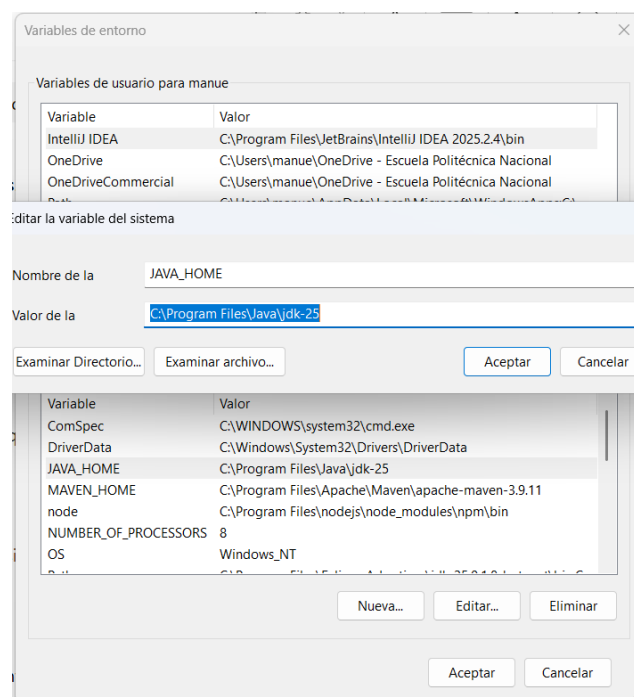 Variables de entorno
Variables de usuario para manue
Variable Valor
IntelliJ IDEA C:\Program Files\JetBrains\IntelliJ IDEA 2025.2.4\bin
OneDrive C:\Users\manue\OneDrive - Escuela Politécnica Nacional
OneDriveCommercial C:\Users\manue\OneDrive - Escuela Politécnica Nacional
Editar la variable del sistema
Nombre de la JAVA_HOME
Valor de la C:\Program Files\Java\jdk-25
Examinar Directorio... Examinar archivo... Aceptar Cancelar
Variable Valor
ComSpec C:\WINDOWS\system32\cmd.exe
DriverData C:\Windows\System32\Drivers\DriverData
JAVA_HOME C:\Program Files\Java\jdk-25
MAVEN_HOME C:\Program Files\Apache\Maven\apache-maven-3.9.11
node C:\Program Files\nodejs\node_modules\npm\bin
NUMBER_OF_PROCESSORS 8
OS Windows_NT
Nueva... Editar... Eliminar
Aceptar Cancelar